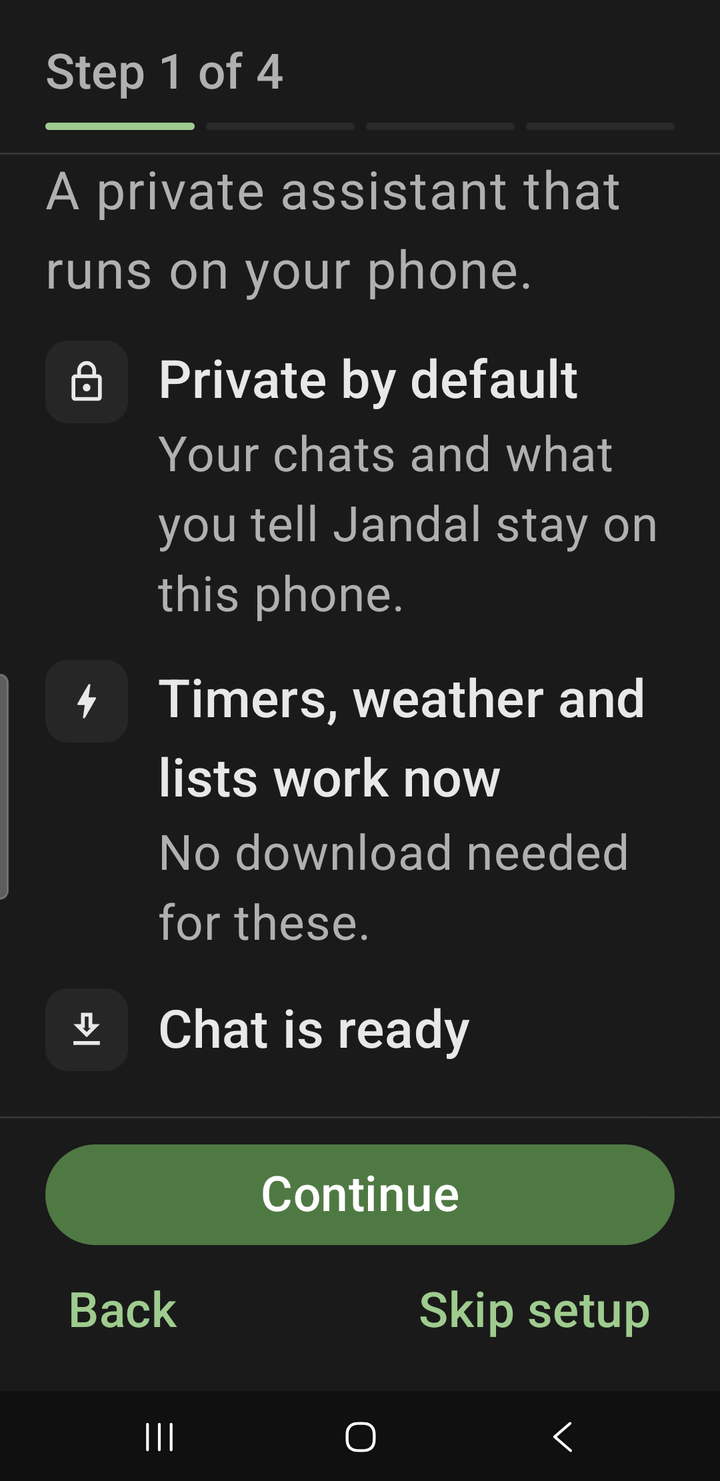 Step 1 of 4
A private assistant that
runs on your phone.
Private by default
Your chats and what
you tell Jandal stay on
this phone.
Timers, weather and
lists work now
No download needed
for these.
Chat is ready
Continue
Back
Skip setup